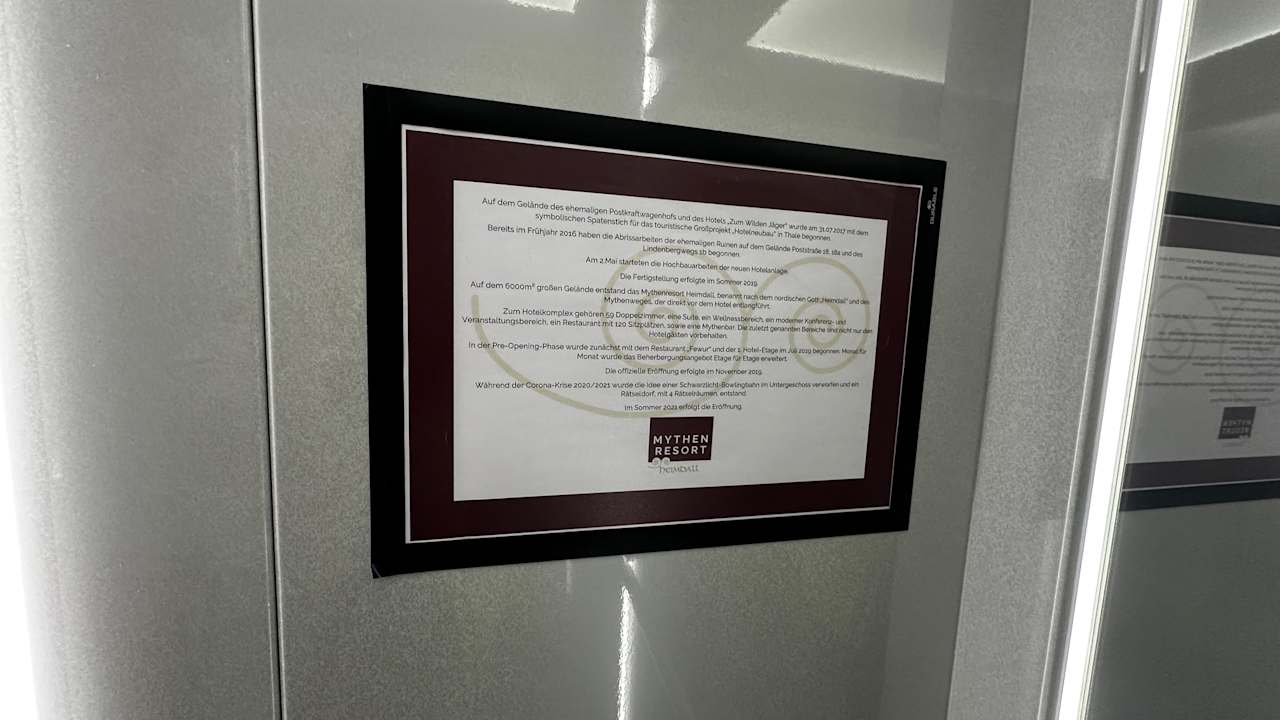 Auf dem Gelände des ehemaligen Postkraftwagenhofs und des Hotels „Zum Wilden Jäger" wurde am 31.07.2017 mit dem
symbolischen Spatenstich für das touristische Großprojekt „Hotelneubau" in Thale begonnen.
Bereits im Frühjahr 2016 haben die Abrissarbeiten der ehemaligen Ruinen auf dem Gelände Poststraße 18, 18a und des
Lindenbergwegs 1b begonnen.
Am 2.Mai starteten die Hochbauarbeiten der neuen Hotelanlage.
Die Fertigstellung erfolgte im Sommer 2019.
Auf dem 6000m² großen Gelände entstand das Mythenresort Heimdall, benannt nach dem nordischen Gott „Heimdall" und des
Mythenweges, der direkt vor dem Hotel entlangführt.
Zum Hotelkomplex gehören 59 Doppelzimmer, eine Suite, ein Wellnessbereich, ein moderner Konferenz- und
Veranstaltungsbereich, ein Restaurant mit 120 Sitzplätzen, sowie eine Mythenbar. Die zuletzt genannten Bereiche sind nicht nur den
Hotelgästen vorbehalten.
In der Pre-Opening-Phase wurde zunächst mit dem Restaurant „Fewur" und der 1. Hotel-Etage im Juli 2019 begonnen. Monat für
Monat wurde das Beherbergungsangebot Etage für Etage erweitert.
Die offizielle Eröffnung erfolgte im November 2019.
Während der Corona-Krise 2020/2021 wurde die Idee einer Schwarzlicht-Bowlingbahn im Untergeschoss verworfen und ein
Rätseldorf, mit 4 Rätselräumen, entstand.
Im Sommer 2021 erfolgt die Eröffnung.
MYTHEN
RESORT
heimdall
DURABLE